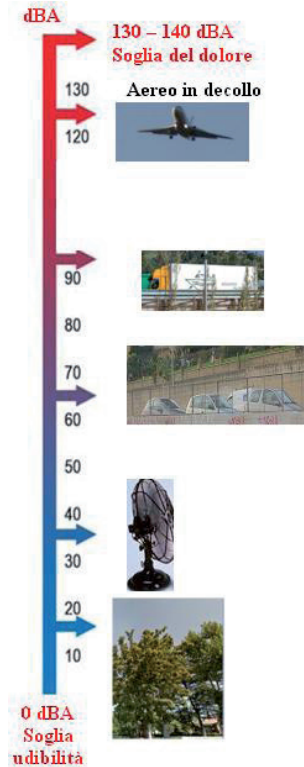 dBA
130 – 140 dBA
Soglia del dolore
130
Aereo in decollo
120
90
80
70
60
50
40
30
20
10
0 dBA
Soglia
udibilità